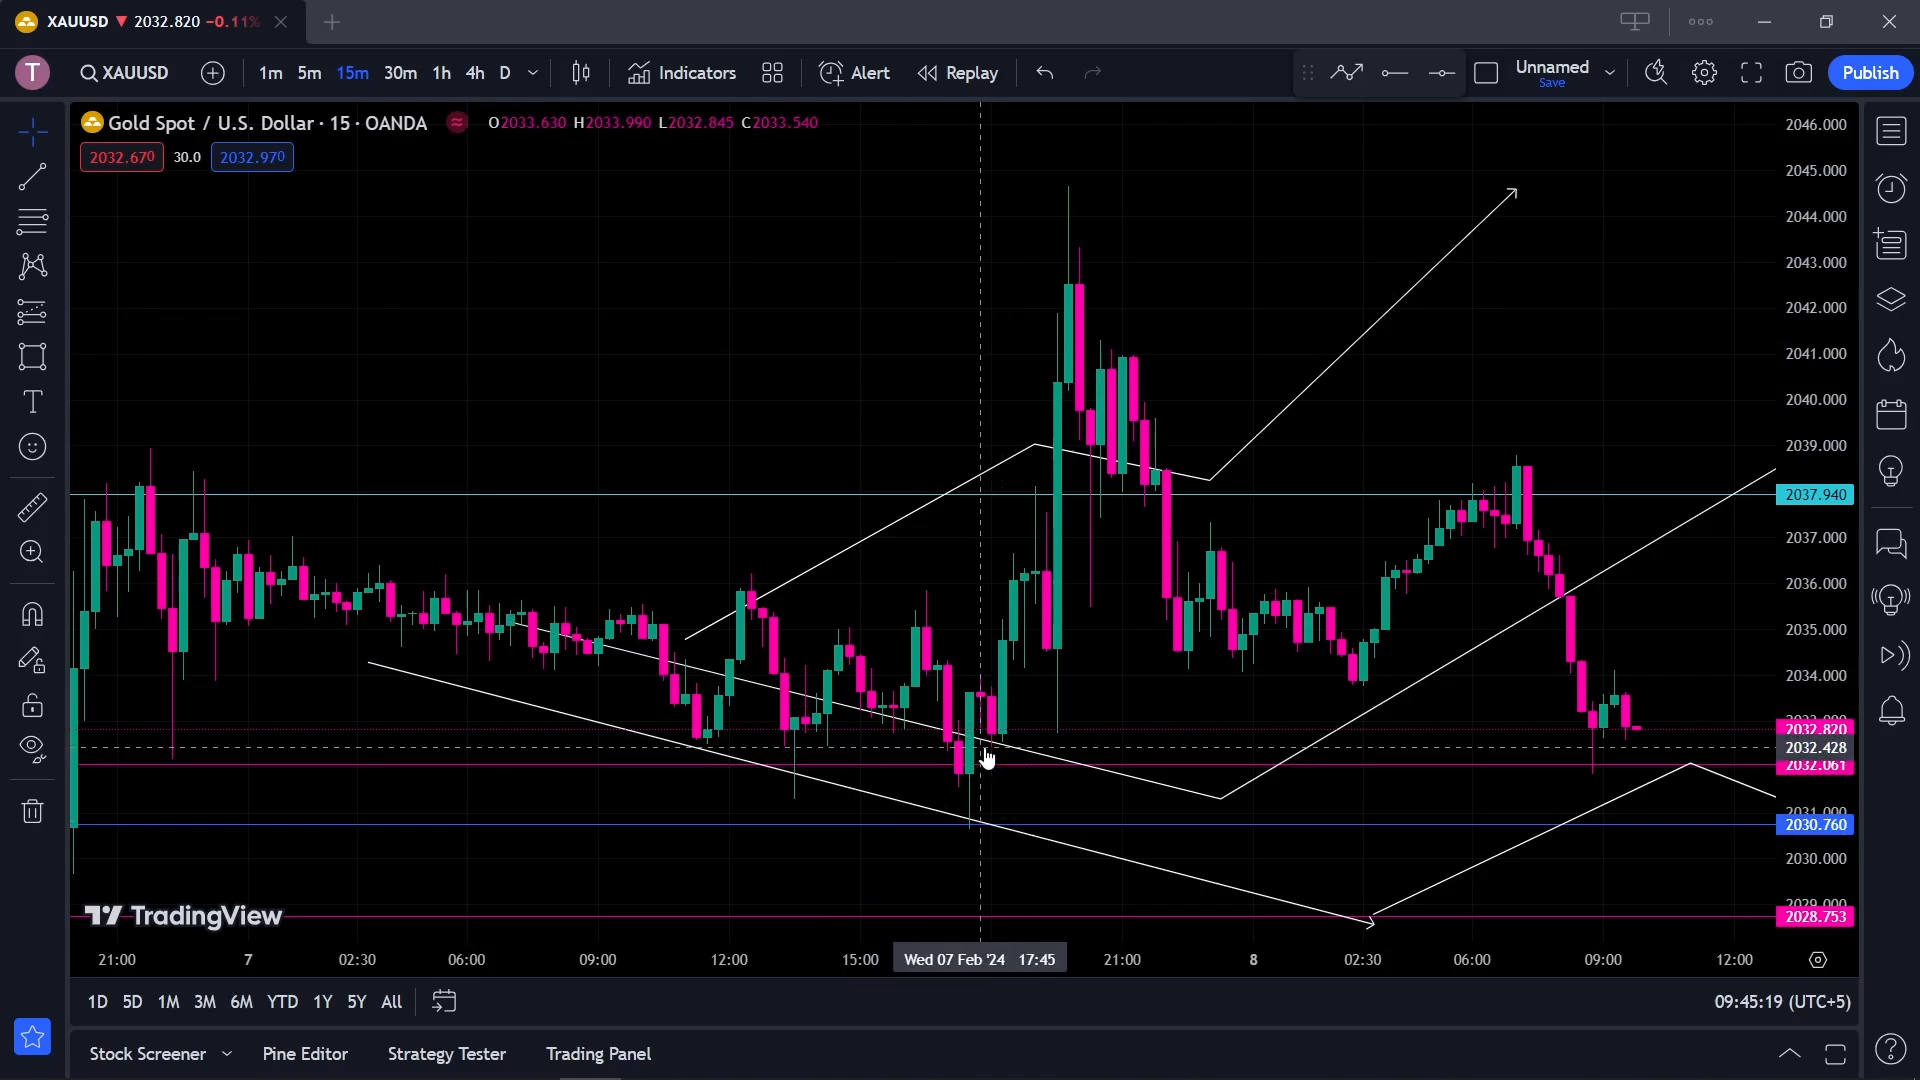 XAUUSD ▼ 2032.820 −0.11%
T XAUUSD 1m 5m 15m 30m 1h 4h D Indicators Alert Replay Unnamed Save Publish
Gold Spot / U.S. Dollar · 15 · OANDA O2033.630 H2033.990 L2032.845 C2033.540
2032.670 30.0 2032.970
2046.000
2045.000
2044.000
2043.000
2042.000
2041.000
2040.000
2039.000
2037.940
2037.000
2036.000
2035.000
2034.000
2032.820
2032.428
2032.061
2031.000
2030.760
2030.000
2029.000
2028.753
TradingView
21:00 7 02:30 06:00 09:00 12:00 15:00 Wed 07 Feb '24 17:45 21:00 8 02:30 06:00 09:00 12:00
1D 5D 1M 3M 6M YTD 1Y 5Y All 09:45:19 (UTC+5)
Stock Screener Pine Editor Strategy Tester Trading Panel